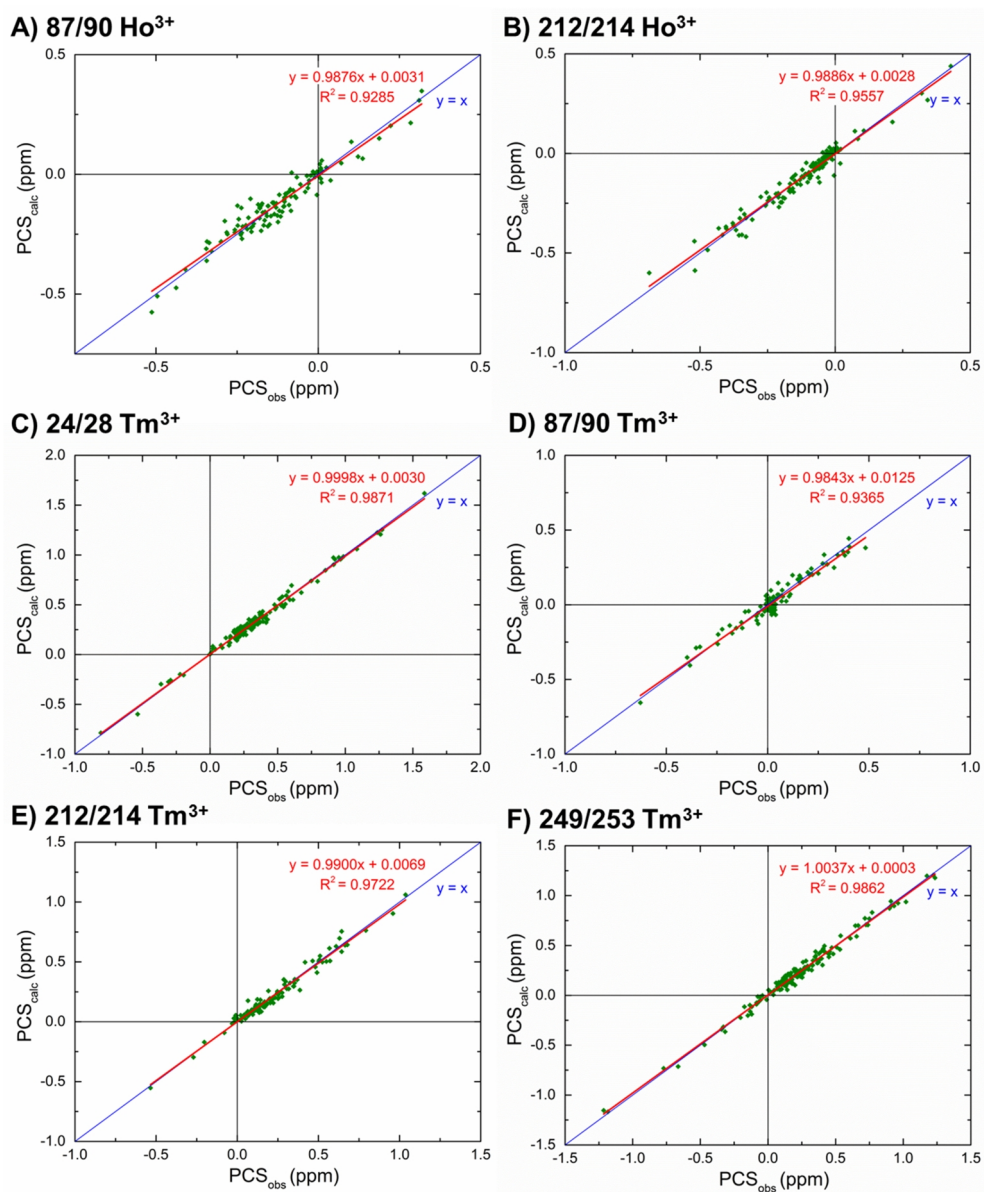 A) 87/90 Ho³⁺
0.5
0.0
-0.5
-0.5
0.0
0.5
PCScalc (ppm)
PCSobs (ppm)
y = 0.9876x + 0.0031
R² = 0.9285
y = x
B) 212/214 Ho³⁺
0.5
0.0
-0.5
-1.0
-1.0
-0.5
0.0
0.5
PCScalc (ppm)
PCSobs (ppm)
y = 0.9886x + 0.0028
R² = 0.9557
y = x
C) 24/28 Tm³⁺
2.0
1.5
1.0
0.5
0.0
-0.5
-1.0
-1.0
-0.5
0.0
0.5
1.0
1.5
2.0
PCScalc (ppm)
PCSobs (ppm)
y = 0.9998x + 0.0030
R² = 0.9871
y = x
D) 87/90 Tm³⁺
1.0
0.5
0.0
-0.5
-1.0
-0.5
0.0
0.5
1.0
PCScalc (ppm)
PCSobs (ppm)
y = 0.9843x + 0.0125
R² = 0.9365
y = x
E) 212/214 Tm³⁺
1.5
1.0
0.5
0.0
-0.5
-1.0
-1.0
-0.5
0.0
0.5
1.0
1.5
PCScalc (ppm)
PCSobs (ppm)
y = 0.9900x + 0.0069
R² = 0.9722
y = x
F) 249/253 Tm³⁺
1.5
1.0
0.5
0.0
-0.5
-1.0
-1.5
-1.5
-1.0
-0.5
0.0
0.5
1.0
1.5
PCScalc (ppm)
PCSobs (ppm)
y = 1.0037x + 0.0003
R² = 0.9862
y = x